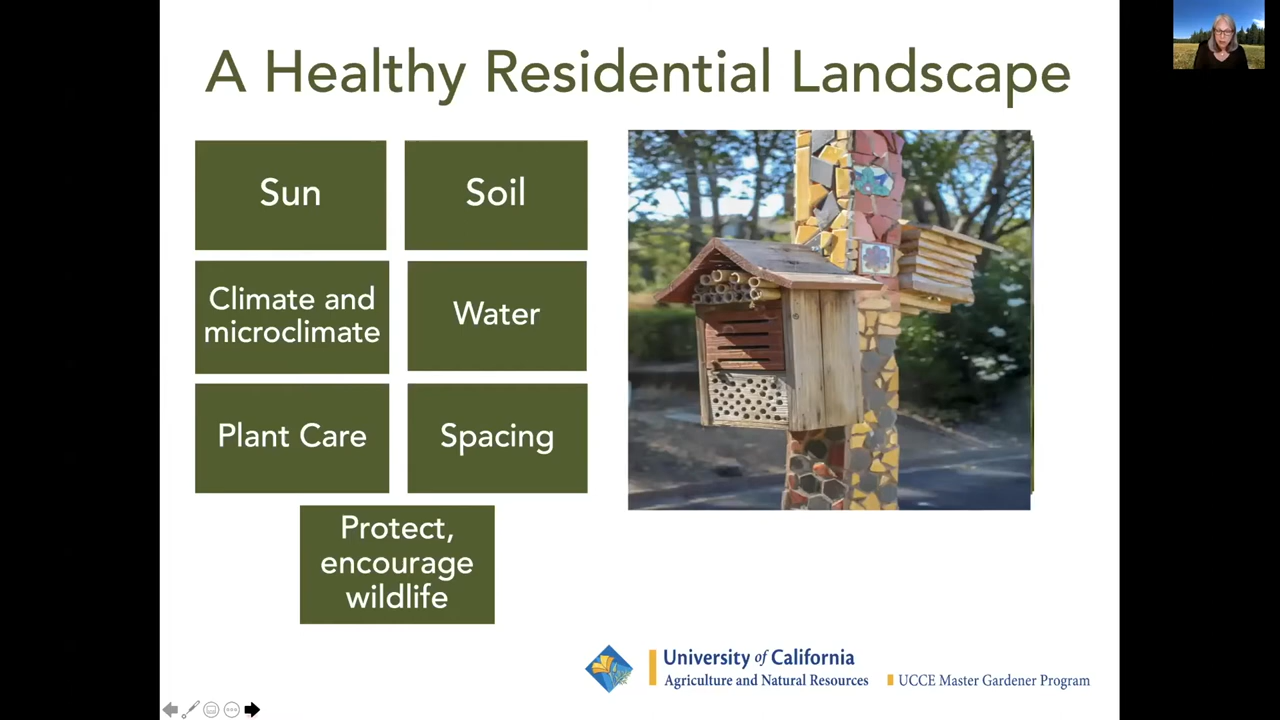 A Healthy Residential Landscape
Sun
Soil
Climate and
microclimate
Water
Plant Care
Spacing
Protect,
encourage
wildlife
University of California
Agriculture and Natural Resources
UCCE Master Gardener Program